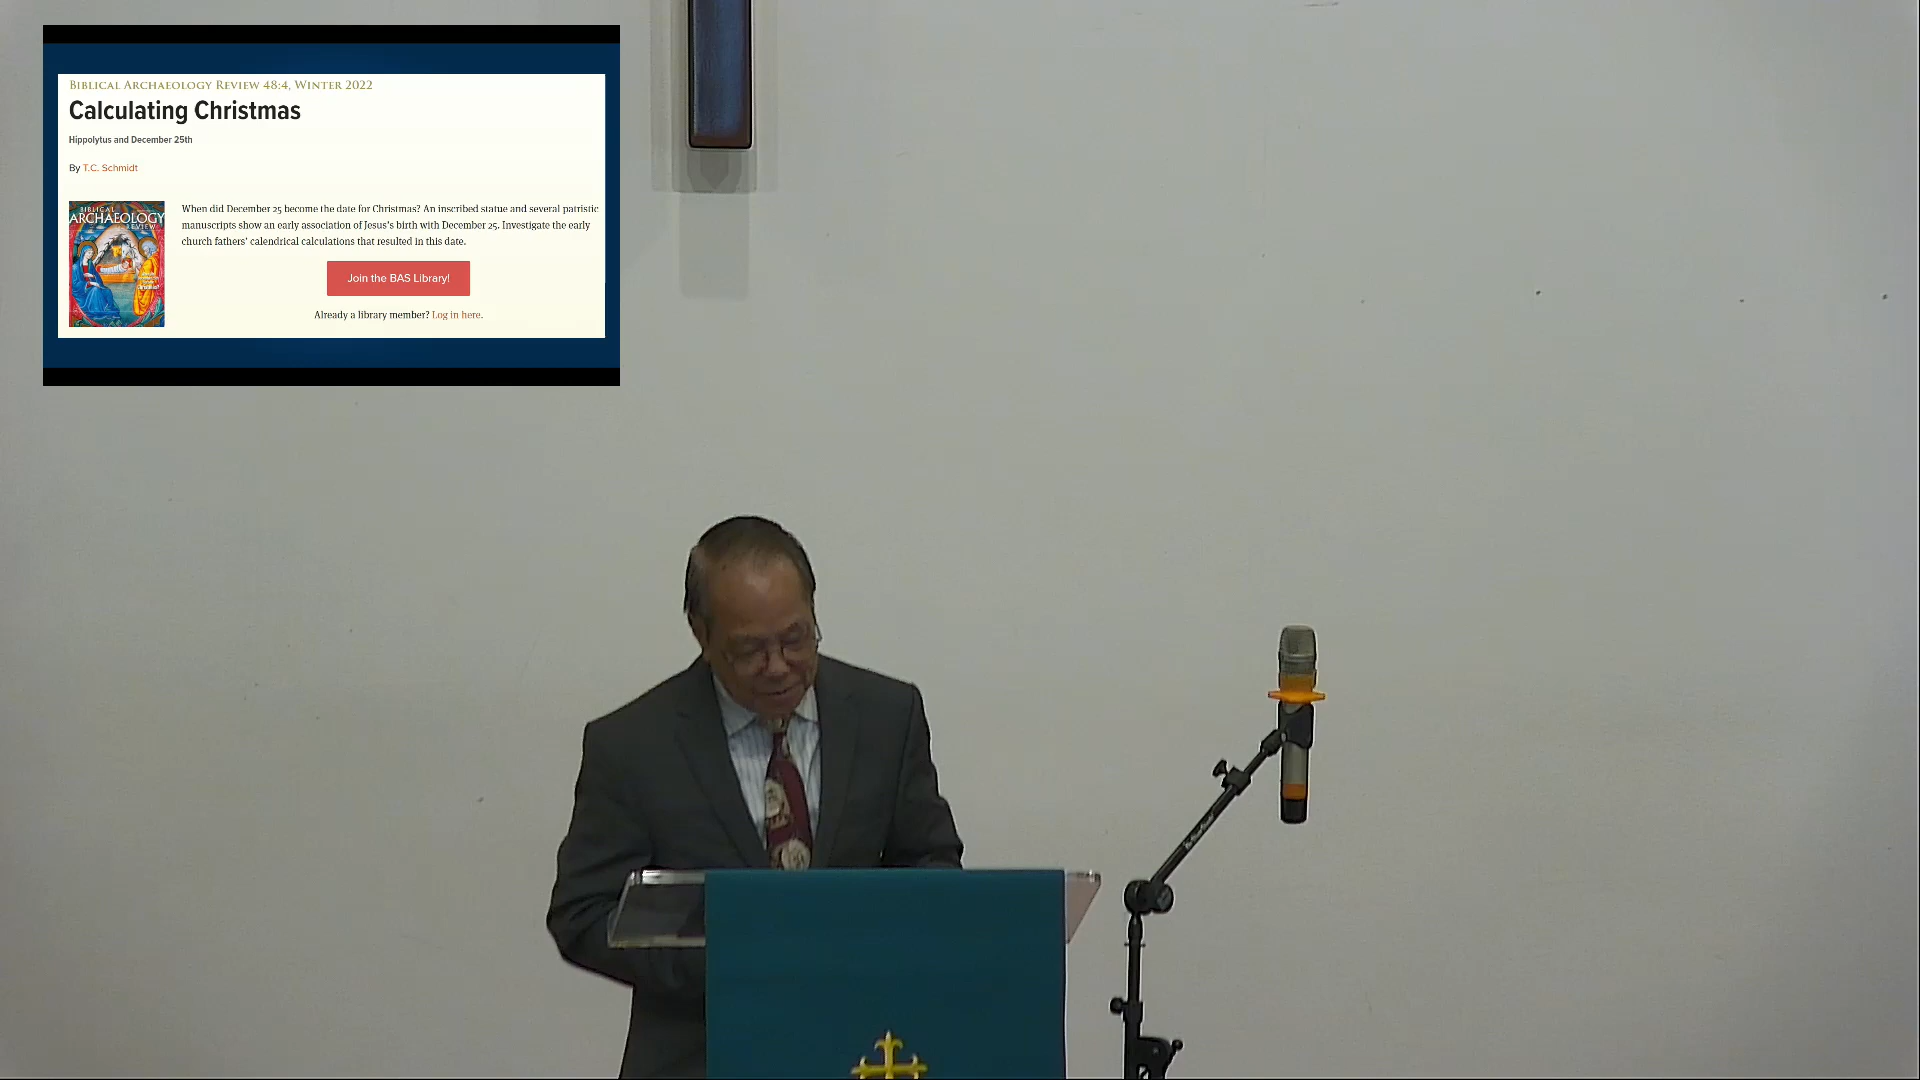 BIBLICAL ARCHAEOLOGY REVIEW 48:4, WINTER 2022
Calculating Christmas
Hippolytus and December 25th
By T.C. Schmidt
BIBLICAL
ARCHAEOLOGY
REVIEW
When did December 25 become the date for Christmas? An inscribed statue and several patristic
manuscripts show an early association of Jesus's birth with December 25. Investigate the early
church fathers' calendrical calculations that resulted in this date.
Join the BAS Library!
Already a library member? Log in here.